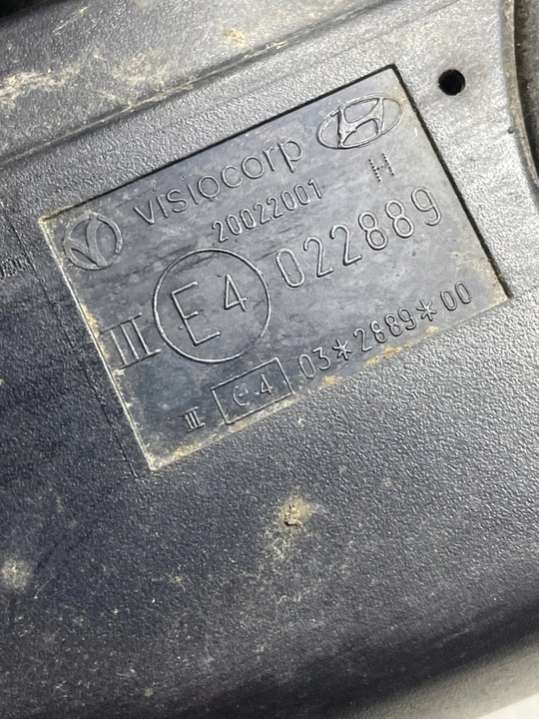 VISIOCORP
20022001 H
III E4 022889
III e4 03*2889*00